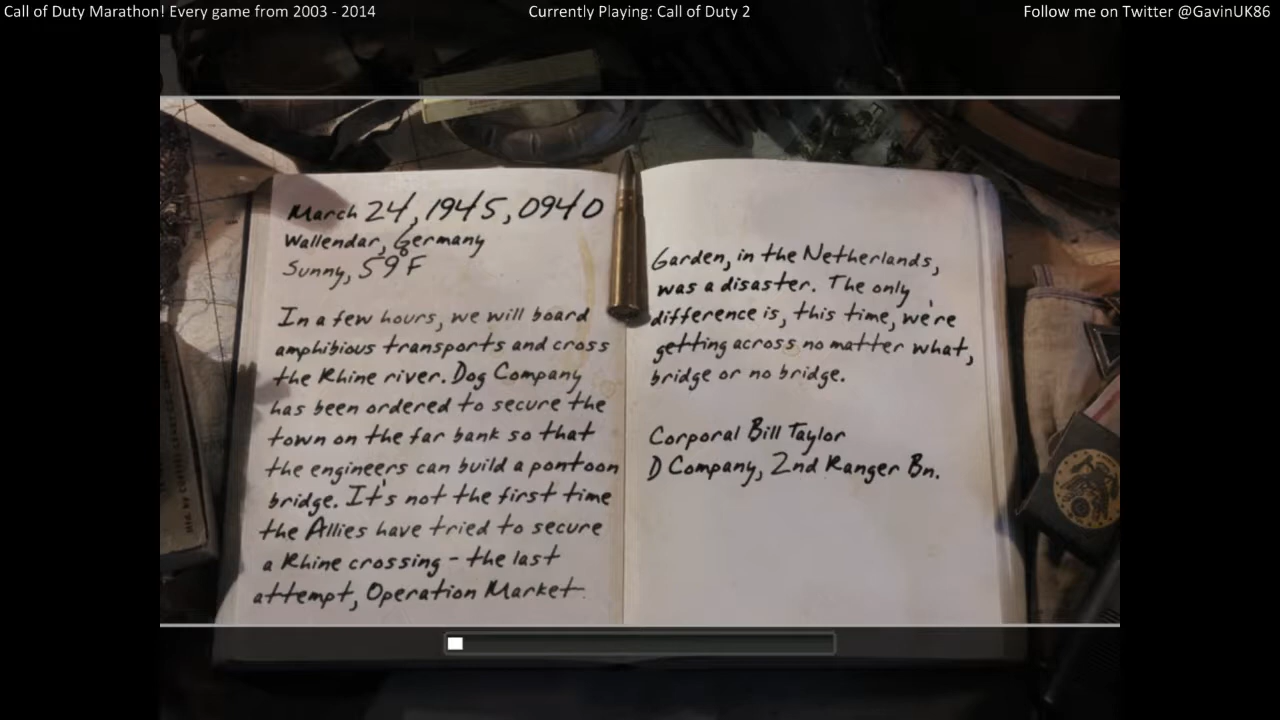 Call of Duty Marathon! Every game from 2003 - 2014
Currently Playing: Call of Duty 2
Follow me on Twitter @GavinUK86
March 24, 1945, 0940
Wallendar, Germany
Sunny, 59 F
In a few hours, we will board
amphibious transports and cross
the Rhine river. Dog Company
has been ordered to secure the
town on the far bank so that
the engineers can build a pontoon
bridge. It's not the first time
the Allies have tried to secure
a Rhine crossing - the last
attempt, Operation Market
Garden, in the Netherlands,
was a disaster. The only
difference is, this time, we're
getting across no matter what,
bridge or no bridge.
Corporal Bill Taylor
D Company, 2nd Ranger Bn.